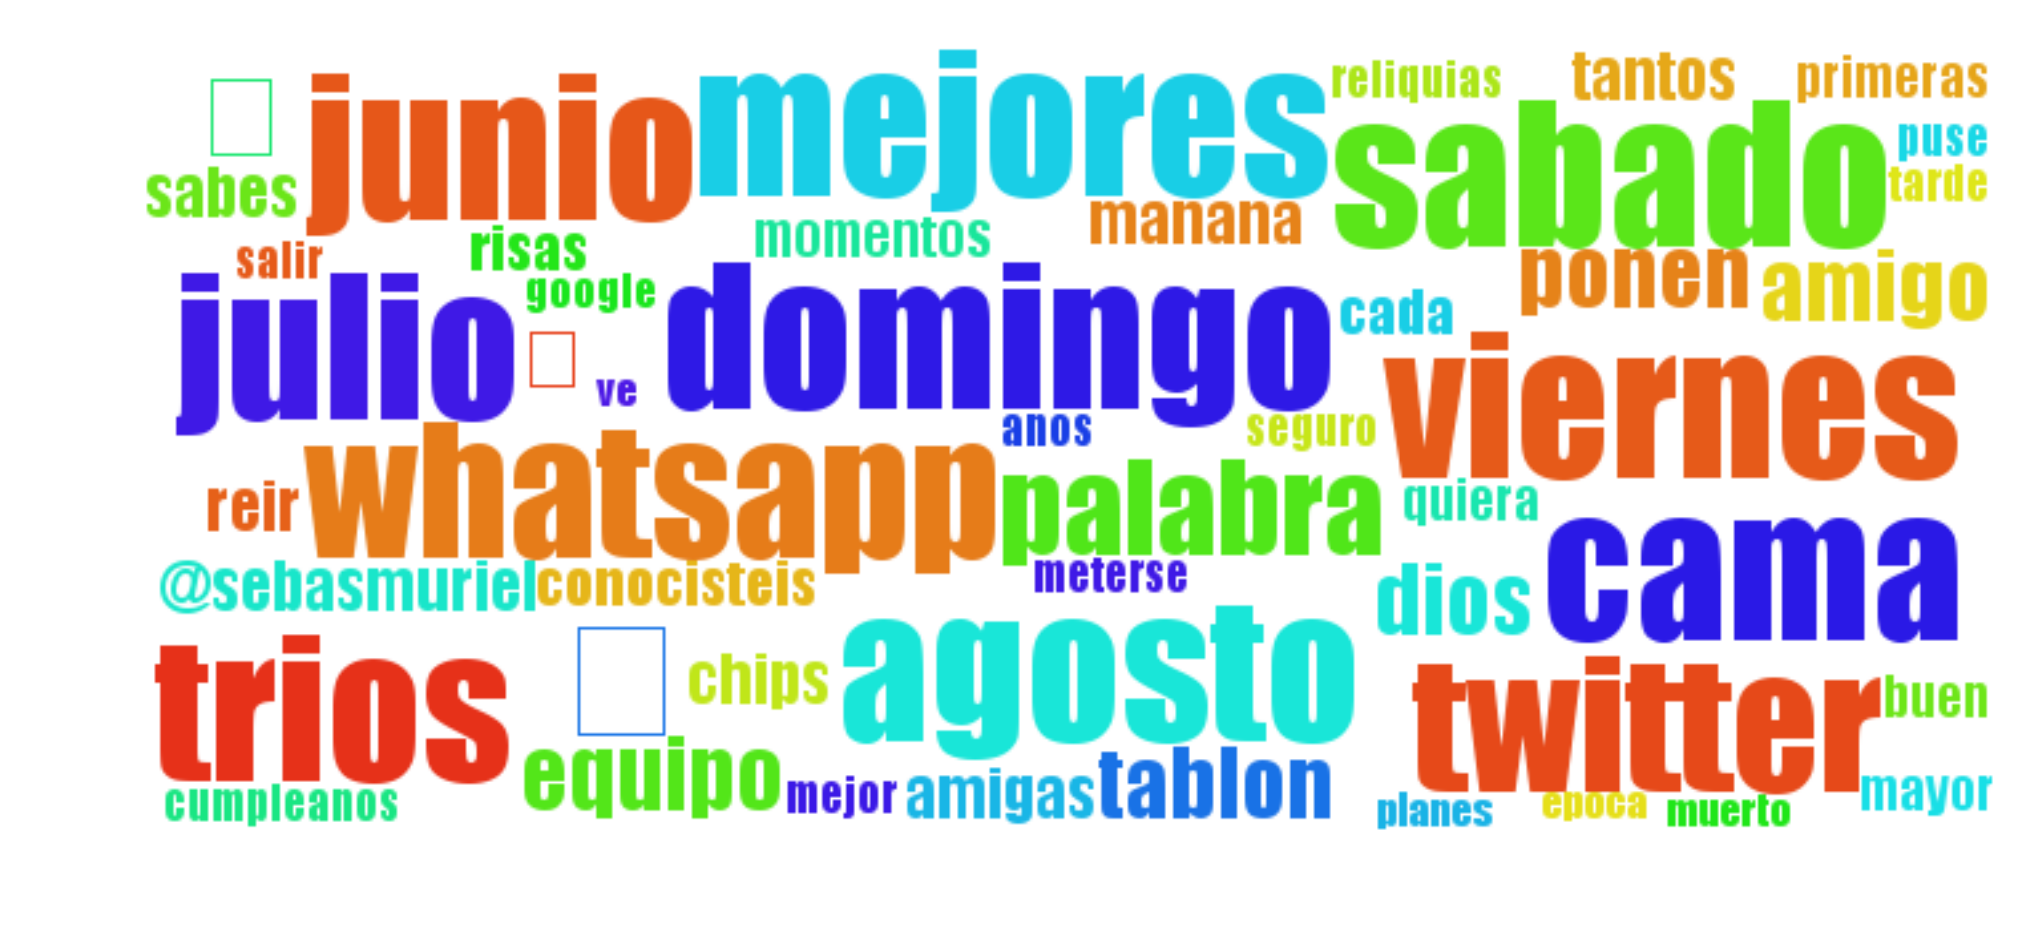 junio mejores reliquias tantos primeras
sabes sabado puse
tarde
salir risas momentos manana
google ponen amigo
julio ve domingo cada viernes
anos seguro
reir whatsapp palabra quiera
@sebasmuriel conocisteis meterse dios cama
trios chips agosto twitter buen
cumpleanos equipo mejor amigas tablon planes epoca muerto mayor